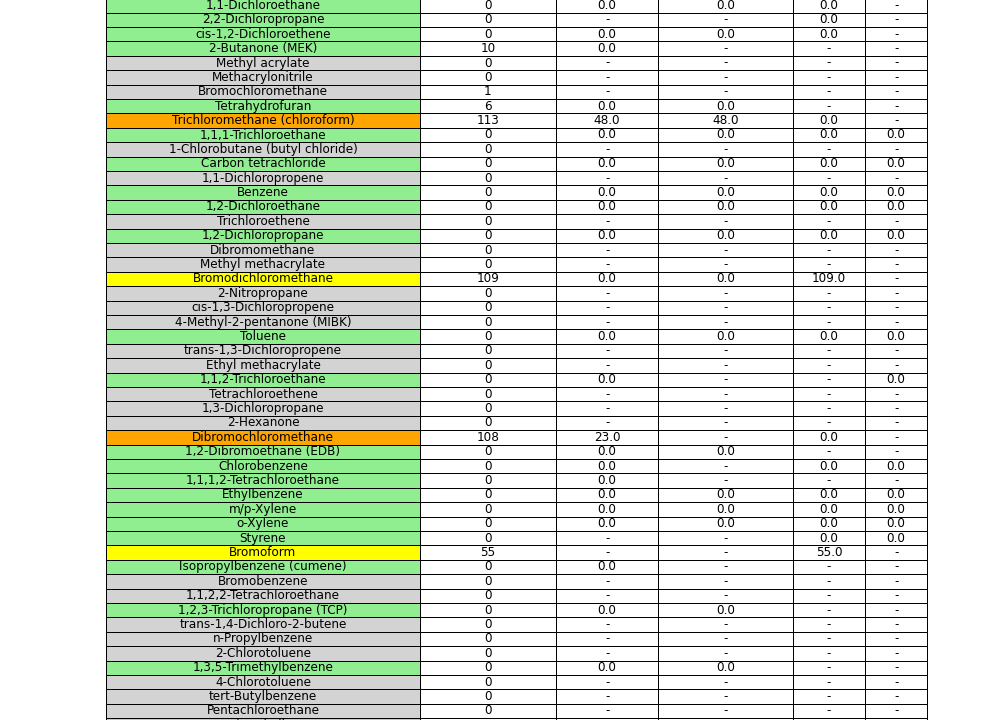 1,1-Dichloroethane 0 0.0 0.0 0.0 -
2,2-Dichloropropane 0 - - 0.0 -
cis-1,2-Dichloroethene 0 0.0 0.0 0.0 -
2-Butanone (MEK) 10 0.0 - - -
Methyl acrylate 0 - - - -
Methacrylonitrile 0 - - - -
Bromochloromethane 1 - - - -
Tetrahydrofuran 6 0.0 0.0 - -
Trichloromethane (chloroform) 113 48.0 48.0 0.0 -
1,1,1-Trichloroethane 0 0.0 0.0 0.0 0.0
1-Chlorobutane (butyl chloride) 0 - - - -
Carbon tetrachloride 0 0.0 0.0 0.0 0.0
1,1-Dichloropropene 0 - - - -
Benzene 0 0.0 0.0 0.0 0.0
1,2-Dichloroethane 0 0.0 0.0 0.0 0.0
Trichloroethene 0 - - - -
1,2-Dichloropropane 0 0.0 0.0 0.0 0.0
Dibromomethane 0 - - - -
Methyl methacrylate 0 - - - -
Bromodichloromethane 109 0.0 0.0 109.0 -
2-Nitropropane 0 - - - -
cis-1,3-Dichloropropene 0 - - - -
4-Methyl-2-pentanone (MIBK) 0 - - - -
Toluene 0 0.0 0.0 0.0 0.0
trans-1,3-Dichloropropene 0 - - - -
Ethyl methacrylate 0 - - - -
1,1,2-Trichloroethane 0 0.0 - - 0.0
Tetrachloroethene 0 - - - -
1,3-Dichloropropane 0 - - - -
2-Hexanone 0 - - - -
Dibromochloromethane 108 23.0 - 0.0 -
1,2-Dibromoethane (EDB) 0 0.0 0.0 - -
Chlorobenzene 0 0.0 - 0.0 0.0
1,1,1,2-Tetrachloroethane 0 0.0 - - -
Ethylbenzene 0 0.0 0.0 0.0 0.0
m/p-Xylene 0 0.0 0.0 0.0 0.0
o-Xylene 0 0.0 0.0 0.0 0.0
Styrene 0 - - 0.0 0.0
Bromoform 55 - - 55.0 -
Isopropylbenzene (cumene) 0 0.0 - - -
Bromobenzene 0 - - - -
1,1,2,2-Tetrachloroethane 0 - - - -
1,2,3-Trichloropropane (TCP) 0 0.0 0.0 - -
trans-1,4-Dichloro-2-butene 0 - - - -
n-Propylbenzene 0 - - - -
2-Chlorotoluene 0 - - - -
1,3,5-Trimethylbenzene 0 0.0 0.0 - -
4-Chlorotoluene 0 - - - -
tert-Butylbenzene 0 - - - -
Pentachloroethane 0 - - - -